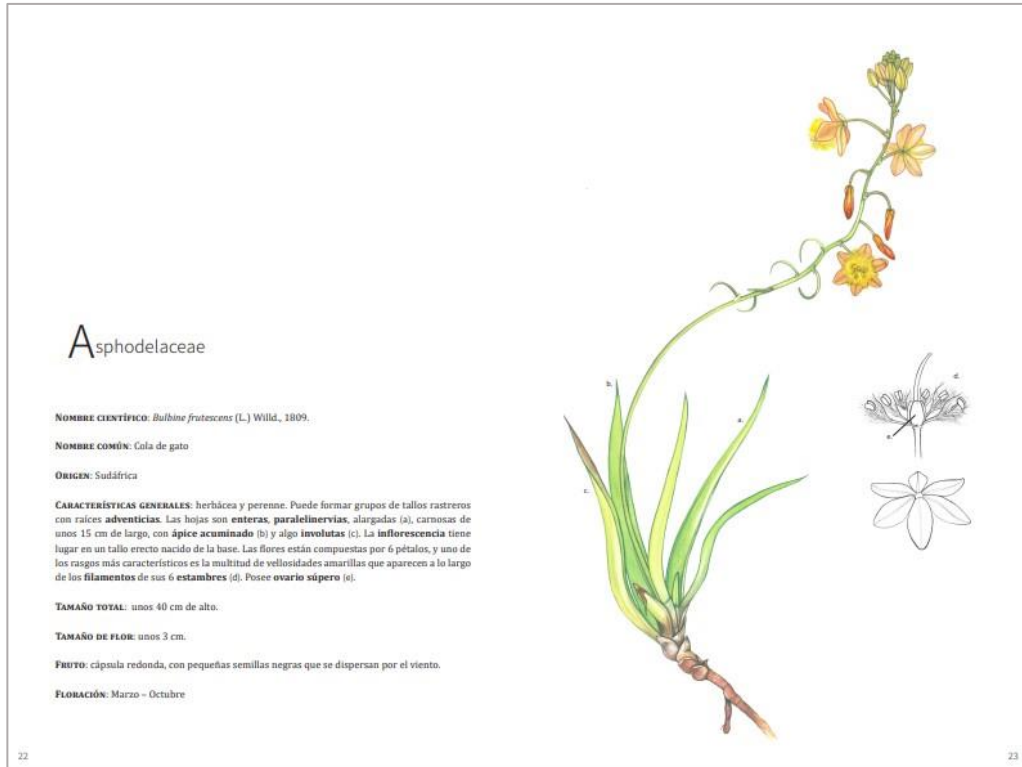 Asphodelaceae
NOMBRE CIENTÍFICO: Bulbine frutescens (L.) Willd., 1809.
NOMBRE COMÚN: Cola de gato
ORIGEN: Sudáfrica
CARACTERÍSTICAS GENERALES: herbácea y perenne. Puede formar grupos de tallos rastreros
con raíces adventicias. Las hojas son enteras, paralelinervias, alargadas (a), carnosas de
unos 15 cm de largo, con ápice acuminado (b) y algo involutas (c). La inflorescencia tiene
lugar en un tallo erecto nacido de la base. Las flores están compuestas por 6 pétalos, y uno de
los rasgos más característicos es la multitud de vellosidades amarillas que aparecen a lo largo
de los filamentos de sus 6 estambres (d). Posee ovario súpero (e).
TAMAÑO TOTAL: unos 40 cm de alto.
TAMAÑO DE FLOR: unos 3 cm.
FRUTO: cápsula redonda, con pequeñas semillas negras que se dispersan por el viento.
FLORACIÓN: Marzo – Octubre
22
b.
a.
c.
d.
e.
23